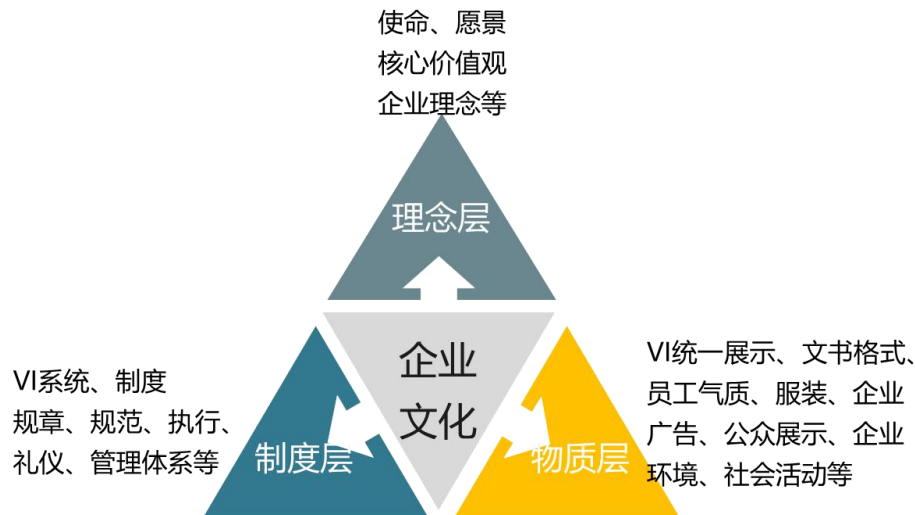 使命、愿景
核心价值观
企业理念等
理念层
企业
文化
VI系统、制度
规章、规范、执行、
礼仪、管理体系等
制度层
VI统一展示、文书格式、
员工气质、服装、企业
广告、公众展示、企业
环境、社会活动等
物质层